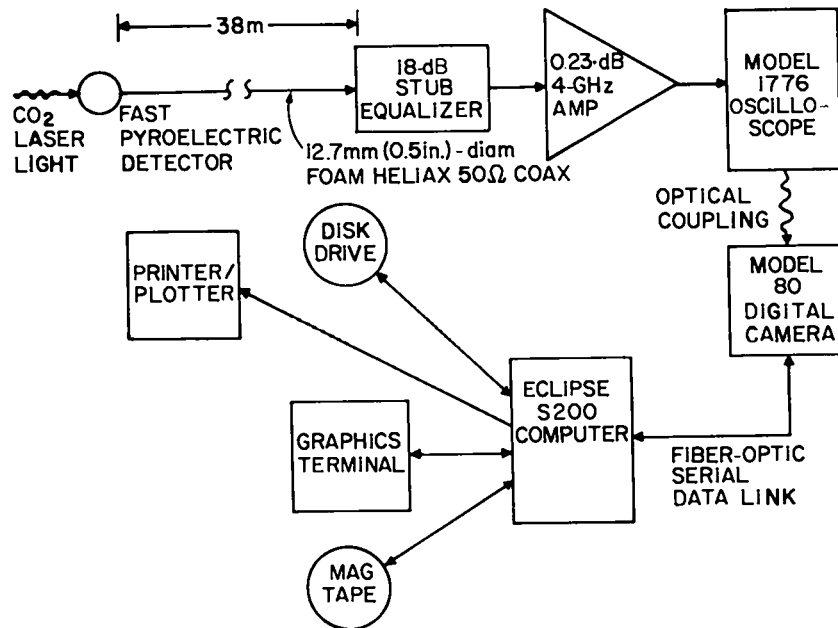 38m
CO2
LASER
LIGHT
FAST
PYROELECTRIC
DETECTOR
12.7mm (0.5in.)-diam
FOAM HELIAX 50Ω COAX
18-dB
STUB
EQUALIZER
0.23-dB
4-GHz
AMP
MODEL
1776
OSCILLO-
SCOPE
OPTICAL
COUPLING
MODEL
80
DIGITAL
CAMERA
FIBER-OPTIC
SERIAL
DATA LINK
ECLIPSE
S200
COMPUTER
DISK
DRIVE
PRINTER/
PLOTTER
GRAPHICS
TERMINAL
MAG
TAPE